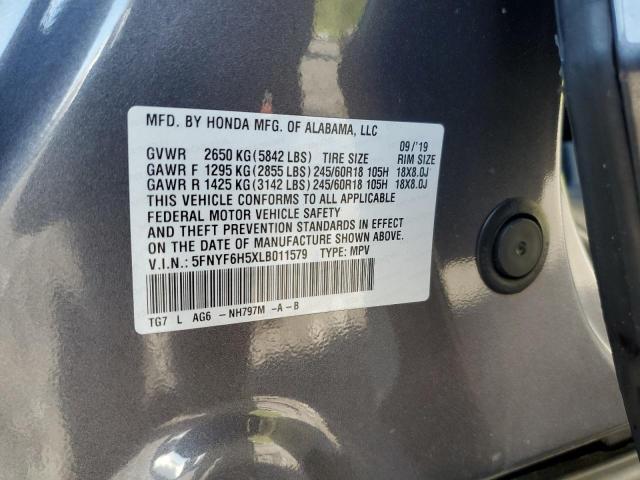 MFD. BY HONDA MFG. OF ALABAMA, LLC
09/'19
GVWR 2650 KG(5842 LBS) TIRE SIZE RIM SIZE
GAWR F 1295 KG(2855 LBS)245/60R18 105H 18X8.0J
GAWR R 1425 KG(3142 LBS)245/60R18 105H 18X8.0J
THIS VEHICLE CONFORMS TO ALL APPLICABLE
FEDERAL MOTOR VEHICLE SAFETY
AND THEFT PREVENTION STANDARDS IN EFFECT
ON THE DATE OF MANUFACTURE SHOWN ABOVE.
V.I.N.: 5FNYF6H5XLB011579 TYPE: MPV
TG7 L AG6 -NH797M -A-B